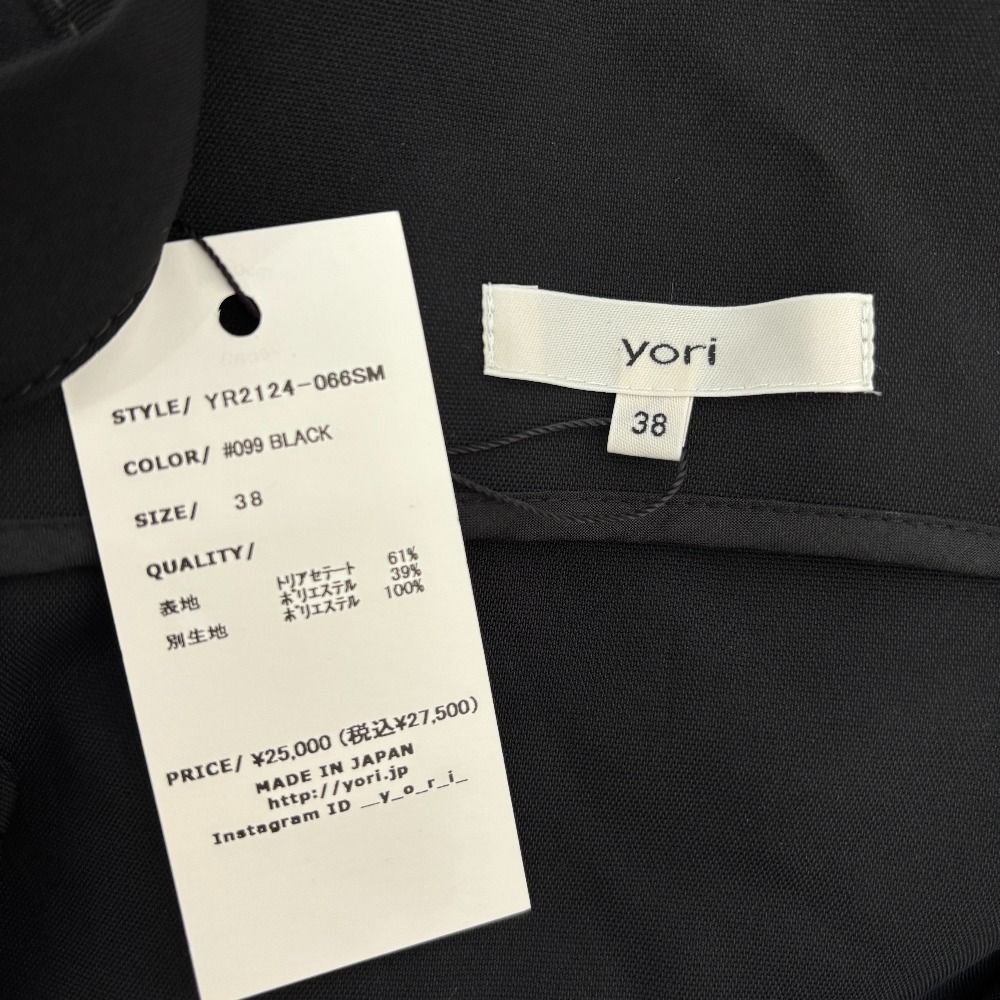 STYLE/ YR2124-066SM
COLOR/ #099 BLACK
SIZE/ 38
QUALITY/
表地 トリアセテート 61%
ポリエステル 39%
別生地 ポリエステル 100%
PRICE/ ¥25,000 (税込¥27,500)
MADE IN JAPAN
http://yori.jp
Instagram ID _y_o_r_i_
yori
38